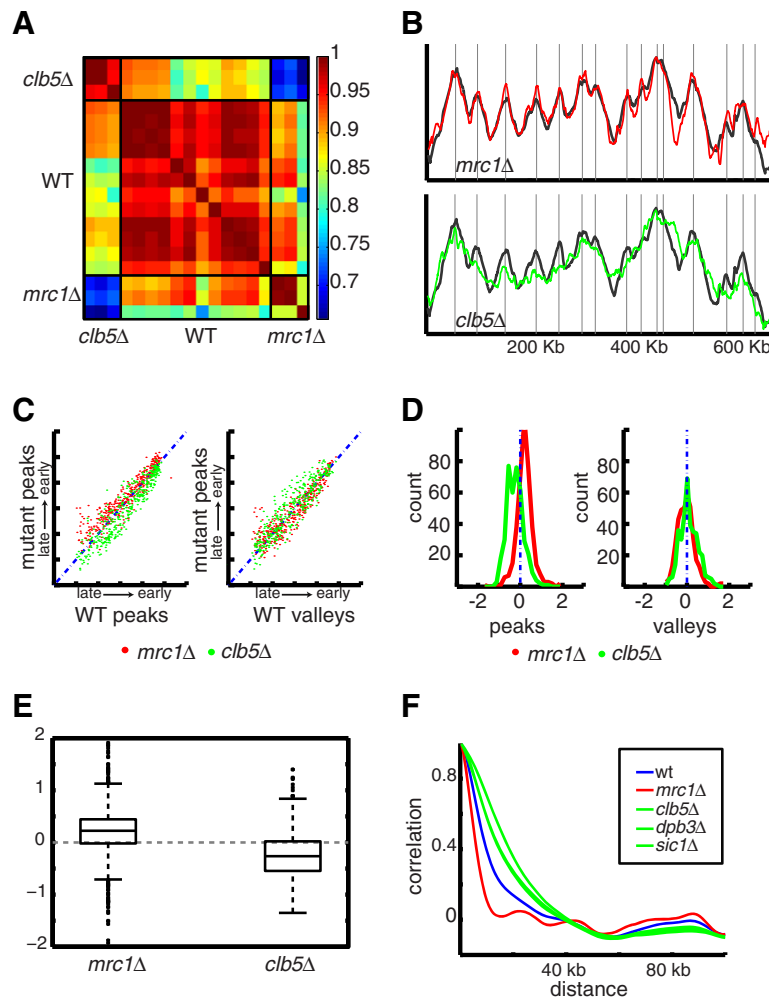 A
clb5Δ
WT
mrc1Δ
clb5Δ WT mrc1Δ
1
0.95
0.9
0.85
0.8
0.75
0.7
B
mrc1Δ
clb5Δ
200 Kb 400 Kb 600 Kb
C
mutant peaks
late → early
late → early
WT peaks
mutant peaks
late → early
late → early
WT valleys
mrc1Δ clb5Δ
D
count
80
60
40
20
-2 0 2
peaks
count
80
60
40
20
-2 0 2
valleys
mrc1Δ clb5Δ
E
2
1
0
−1
−2
mrc1Δ clb5Δ
F
correlation
0.8
0.4
0
wt
mrc1Δ
clb5Δ
dpb3Δ
sic1Δ
40 kb 80 kb
distance